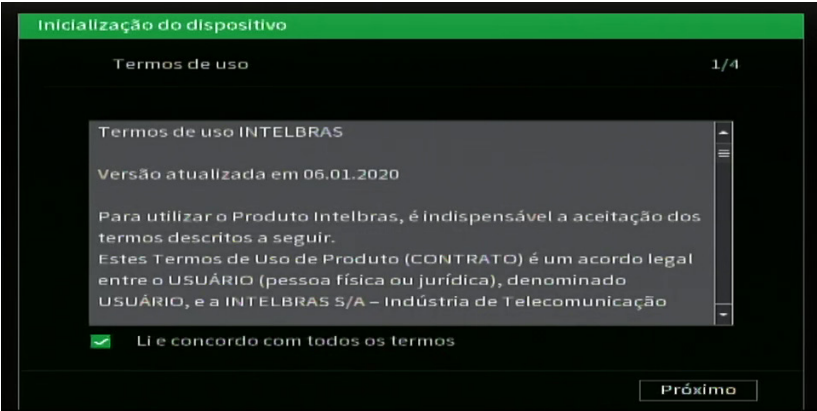 Inicialização do dispositivo
Termos de uso
1/4
Termos de uso INTELBRAS
Versão atualizada em 06.01.2020
Para utilizar o Produto Intelbras, é indispensável a aceitação dos
termos descritos a seguir.
Estes Termos de Uso de Produto (CONTRATO) é um acordo legal
entre o USUÁRIO (pessoa física ou jurídica), denominado
USUÁRIO, e a INTELBRAS S/A – Indústria de Telecomunicação
Li e concordo com todos os termos
Próximo